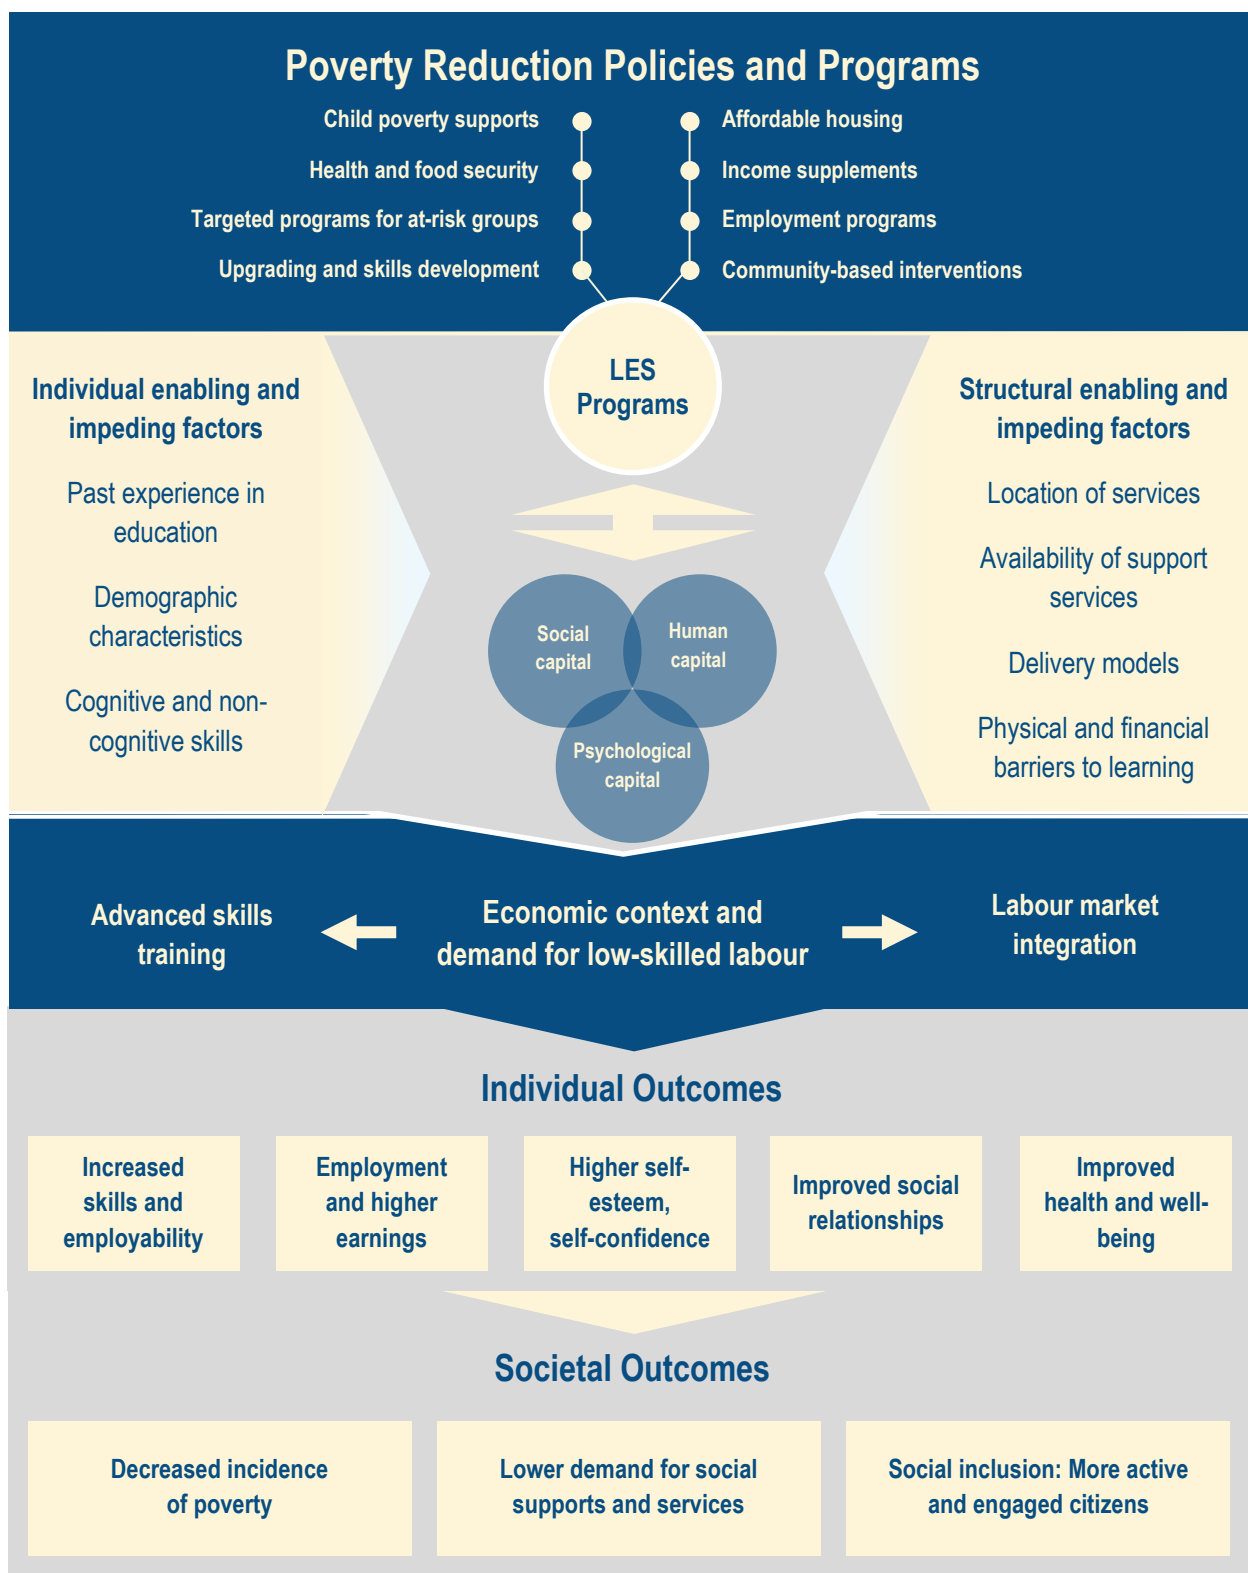 Poverty Reduction Policies and Programs
Child poverty supports
Health and food security
Targeted programs for at-risk groups
Upgrading and skills development
Affordable housing
Income supplements
Employment programs
Community-based interventions
LES
Programs
Individual enabling and
impeding factors
Past experience in
education
Demographic
characteristics
Cognitive and non-
cognitive skills
Social
capital
Human
capital
Psychological
capital
Structural enabling and
impeding factors
Location of services
Availability of support
services
Delivery models
Physical and financial
barriers to learning
Advanced skills
training
Economic context and
demand for low-skilled labour
Labour market
integration
Individual Outcomes
Increased
skills and
employability
Employment
and higher
earnings
Higher self-
esteem,
self-confidence
Improved social
relationships
Improved
health and well-
being
Societal Outcomes
Decreased incidence
of poverty
Lower demand for social
supports and services
Social inclusion: More active
and engaged citizens